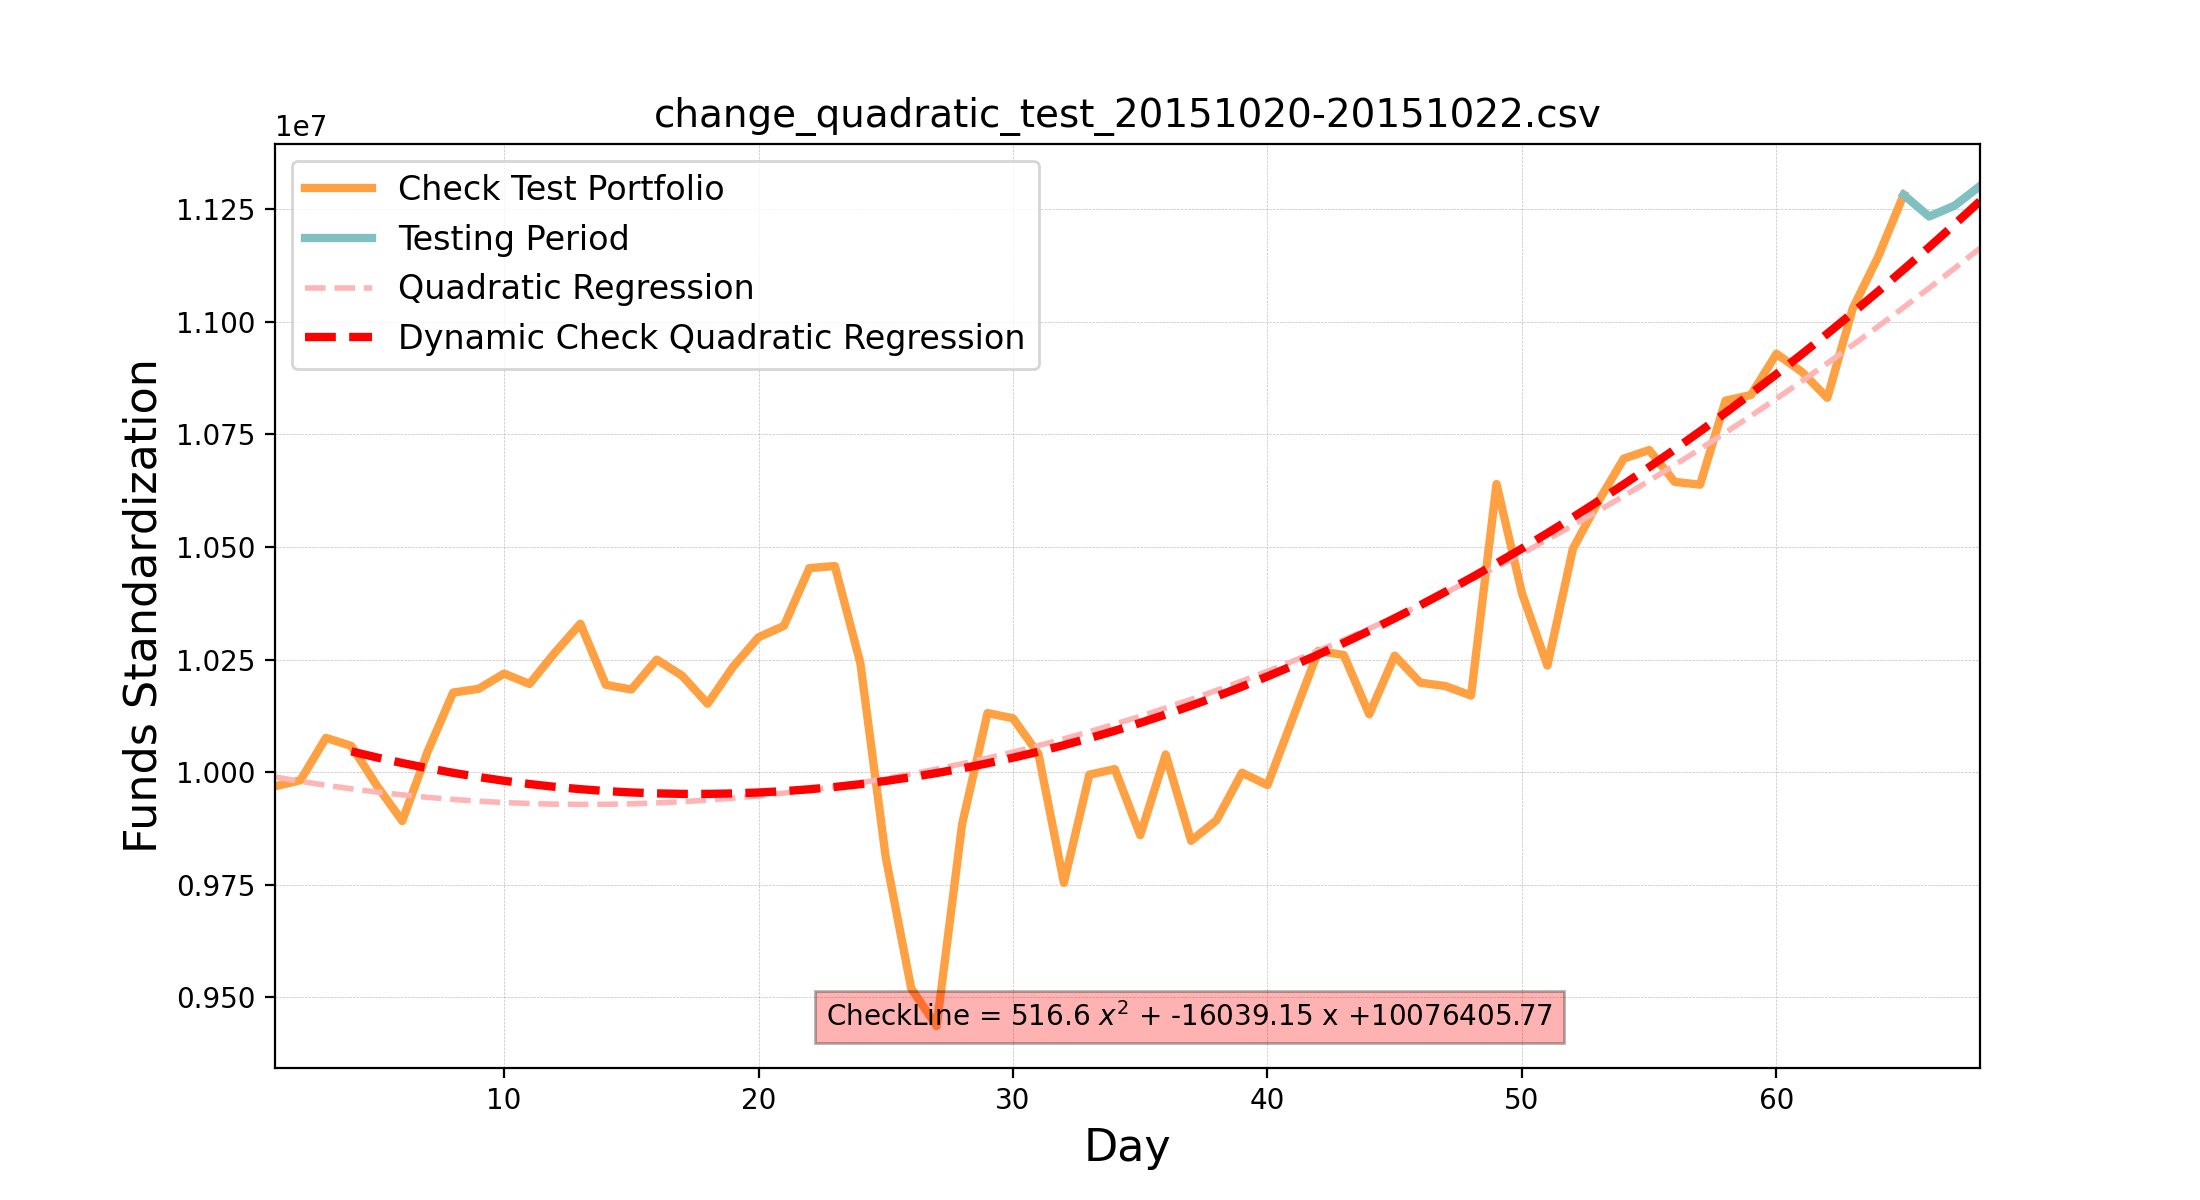 change_quadratic_test_20151020-20151022.csv
1e7
Check Test Portfolio
Testing Period
Quadratic Regression
Dynamic Check Quadratic Regression
1.125
1.100
1.075
1.050
1.025
1.000
0.975
0.950
Funds Standardization
CheckLine = 516.6 x² + -16039.15 x +10076405.77
10 20 30 40 50 60
Day